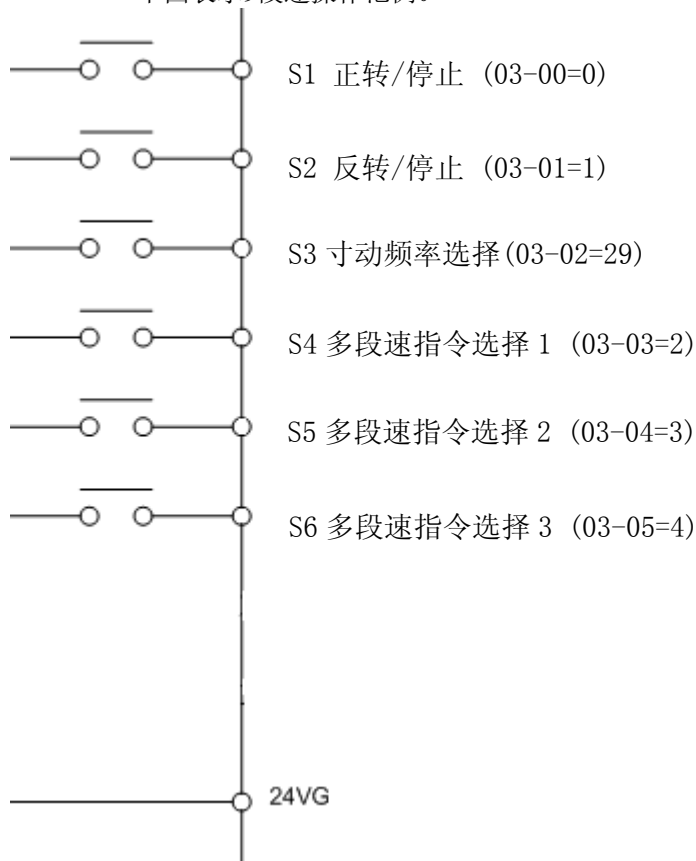 S1 正转/停止 (03-00=0)
S2 反转/停止 (03-01=1)
S3 寸动频率选择(03-02=29)
S4 多段速指令选择 1 (03-03=2)
S5 多段速指令选择 2 (03-04=3)
S6 多段速指令选择 3 (03-05=4)
24VG